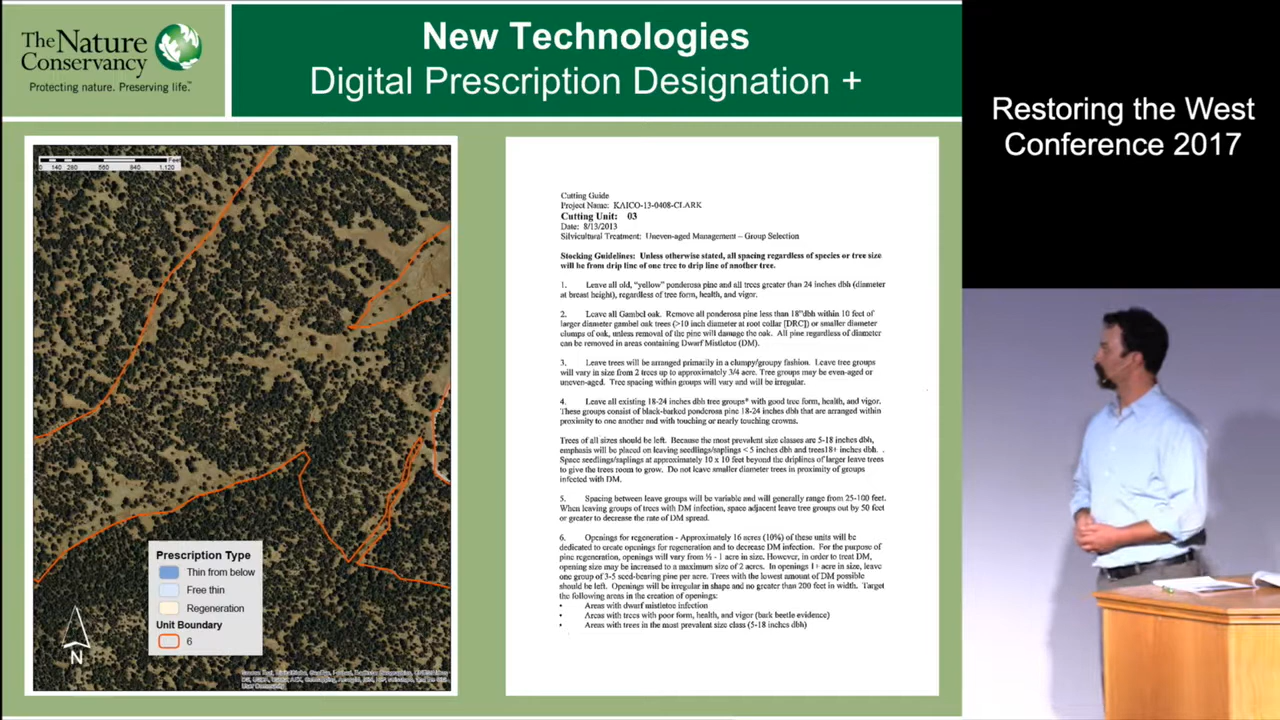 The Nature
Conservancy
Protecting nature. Preserving life.™
New Technologies
Digital Prescription Designation +
Restoring the West
Conference 2017
Feet
0 140 280 560 840 1,120
Prescription Type
Thin from below
Free thin
Regeneration
Unit Boundary
6
N
Cutting Guide
Project Name: KAICO-13-0408-CLARK
Cutting Unit: 03
Date: 8/13/2013
Silvicultural Treatment: Uneven-aged Management – Group Selection
Stocking Guidelines: Unless otherwise stated, all spacing regardless of species or tree size
will be from drip line of one tree to drip line of another tree.
1. Leave all old, "yellow" ponderosa pine and all trees greater than 24 inches dbh (diameter
at breast height), regardless of tree form, health, and vigor.
2. Leave all Gambel oak. Remove all ponderosa pine less than 18"dbh within 10 feet of
larger diameter gambel oak trees (>10 inch diameter at root collar [DRC]) or smaller diameter
clumps of oak, unless removal of the pine will damage the oak. All pine regardless of diameter
can be removed in areas containing Dwarf Mistletoe (DM).
3. Leave trees will be arranged primarily in a clumpy/groupy fashion. Leave tree groups
will vary in size from 2 trees up to approximately 3/4 acre. Tree groups may be even-aged or
uneven-aged. Tree spacing within groups will vary and will be irregular.
4. Leave all existing 18-24 inches dbh tree groups* with good tree form, health, and vigor.
These groups consist of black-barked ponderosa pine 18-24 inches dbh that are arranged within
proximity to one another and with touching or nearly touching crowns.
Trees of all sizes should be left. Because the most prevalent size classes are 5-18 inches dbh,
emphasis will be placed on leaving seedlings/saplings < 5 inches dbh and trees18+ inches dbh. .
Space seedlings/saplings at approximately 10 x 10 feet beyond the driplines of larger leave trees
to give the trees room to grow. Do not leave smaller diameter trees in proximity of groups
infected with DM.
5. Spacing between leave groups will be variable and will generally range from 25-100 feet.
When leaving groups of trees with DM infection, space adjacent leave tree groups out by 50 feet
or greater to decrease the rate of DM spread.
6. Openings for regeneration - Approximately 16 acres (10%) of these units will be
dedicated to create openings for regeneration and to decrease DM infection. For the purpose of
pine regeneration, openings will vary from ½ - 1 acre in size. However, in order to treat DM,
opening size may be increased to a maximum size of 2 acres. In openings 1+ acre in size, leave
one group of 3-5 seed-bearing pine per acre. Trees with the lowest amount of DM possible
should be left. Openings will be irregular in shape and no greater than 200 feet in width. Target
the following areas in the creation of openings:
• Areas with dwarf mistletoe infection
• Areas with trees with poor form, health, and vigor (bark beetle evidence)
• Areas with trees in the most prevalent size class (5-18 inches dbh)